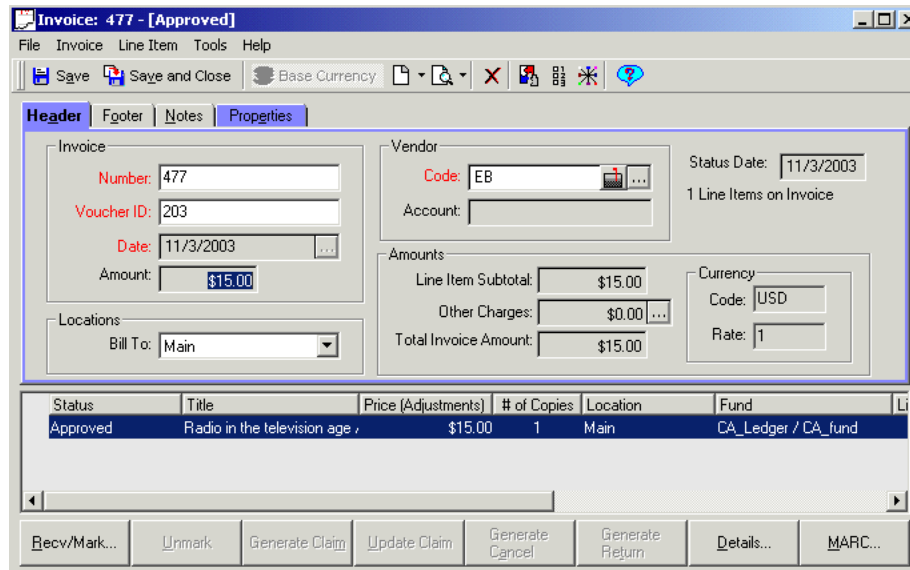 Invoice: 477 - [Approved]
File Invoice Line Item Tools Help
Save Save and Close Base Currency
Header Footer Notes Properties
Invoice
Number: 477
Voucher ID: 203
Date: 11/3/2003 ...
Amount: $15.00
Locations
Bill To: Main
Vendor
Code: EB ...
Account:
Status Date: 11/3/2003
1 Line Items on Invoice
Amounts
Line Item Subtotal: $15.00
Other Charges: $0.00 ...
Total Invoice Amount: $15.00
Currency
Code: USD
Rate: 1
Status Title Price (Adjustments) # of Copies Location Fund Li
Approved Radio in the television age / $15.00 1 Main CA_Ledger / CA_fund
Recv/Mark... Unmark Generate Claim Update Claim Generate Cancel Generate Return Details... MARC...